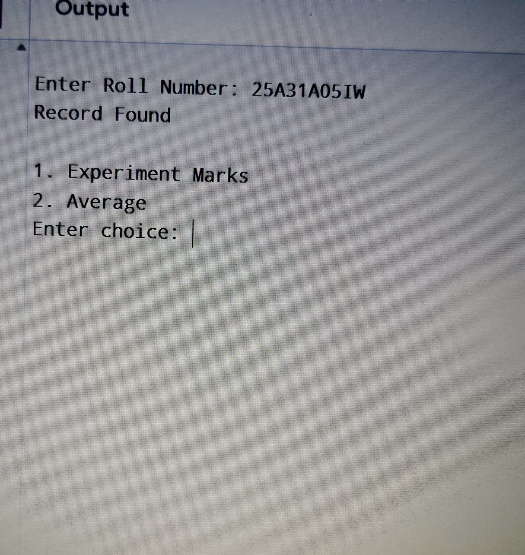 Output
Enter Roll Number: 25A31A05IW
Record Found
1. Experiment Marks
2. Average
Enter choice: